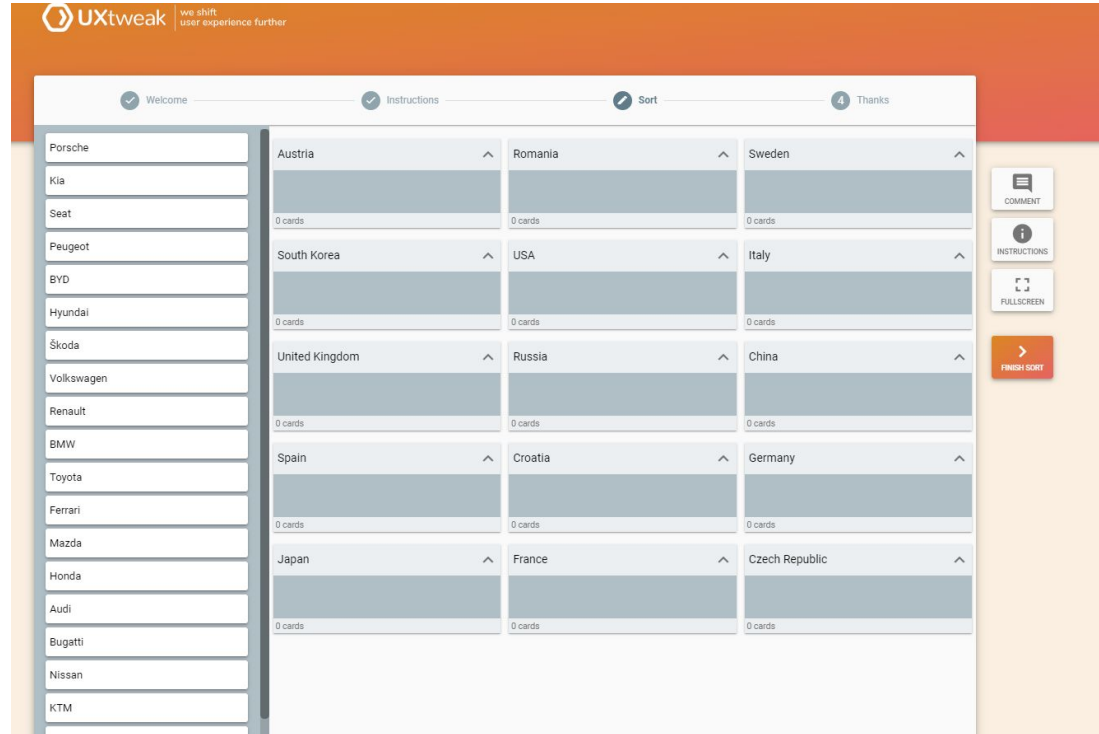 UXtweak
we shift
user experience further
Welcome
Instructions
Sort
4 Thanks
Porsche
Kia
Seat
Peugeot
BYD
Hyundai
Škoda
Volkswagen
Renault
BMW
Toyota
Ferrari
Mazda
Honda
Audi
Bugatti
Nissan
KTM
Austria
0 cards
Romania
0 cards
Sweden
0 cards
South Korea
0 cards
USA
0 cards
Italy
0 cards
United Kingdom
0 cards
Russia
0 cards
China
0 cards
Spain
0 cards
Croatia
0 cards
Germany
0 cards
Japan
0 cards
France
0 cards
Czech Republic
0 cards
COMMENT
INSTRUCTIONS
FULLSCREEN
FINISH SORT